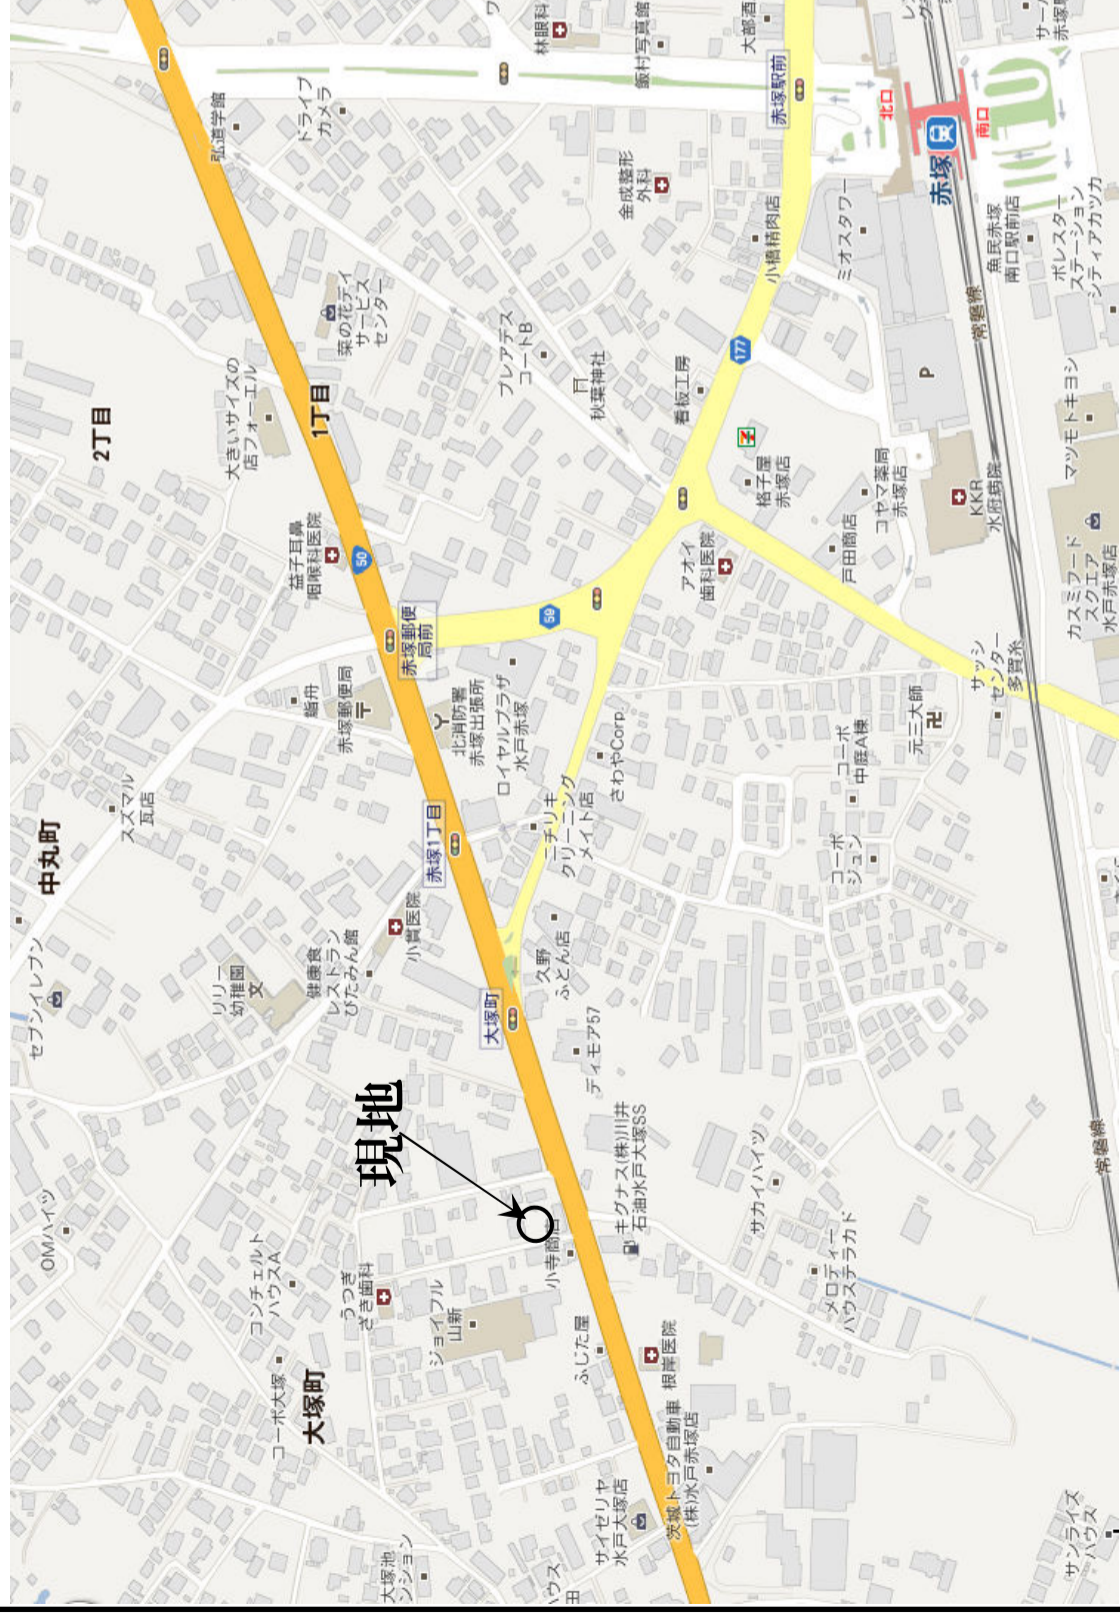 サイゼリヤ
水戸大塚店
大塚池
コーポ大塚
大塚町
コンチェルト
ハウスA
OMハイツ
うつぎ
ざき歯科
ジョイフル
山新
ふじた屋
小寺商店
現地
根岸医院
茨城トヨタ自動車
(株)水戸赤塚店
キグナス(株)川井
石油水戸大塚SS
サカイハイツ
メロディー
ハウステラカド
サンライズ
ハウス
常磐線
セブンイレブン
中丸町
スズマル
瓦店
リリー
幼稚園
文
健康食
レストラン
びたみん館
小貫医院
大塚町
赤塚1丁目
久野
ふとん店
ディモア57
ニチリキ
クリーニング
メイト店
さわやCorp.
コーポ
ジュン
コーポ
中庭A棟
元三大師
サッシ
センター
多賀糸
鮨舟
赤塚郵便局
北消防署
赤塚出張所
ロイヤルプラザ
水戸赤塚
赤塚郵便
局前
59
50
益子耳鼻
咽喉科医院
2丁目
1丁目
大きいサイズの
店フォーエル
菜の花デイ
サービス
センター
プレアデス
コートB
秋葉神社
看板工房
177
アオイ
歯科医院
格子屋
赤塚店
戸田商店
コヤマ薬局
赤塚店
KKR
水府病院
P
カスミフード
スクエア
水戸赤塚店
マツモトキヨシ
弘道学館
ドライブ
カメラ
林眼科
飯村写真館
大部酒
赤塚駅前
金成整形
外科
小橋精肉店
ミオスタワー
北口
南口
赤塚
常磐線
魚民赤塚
南口駅前店
ポレスター
ステーション
シティアカツカ